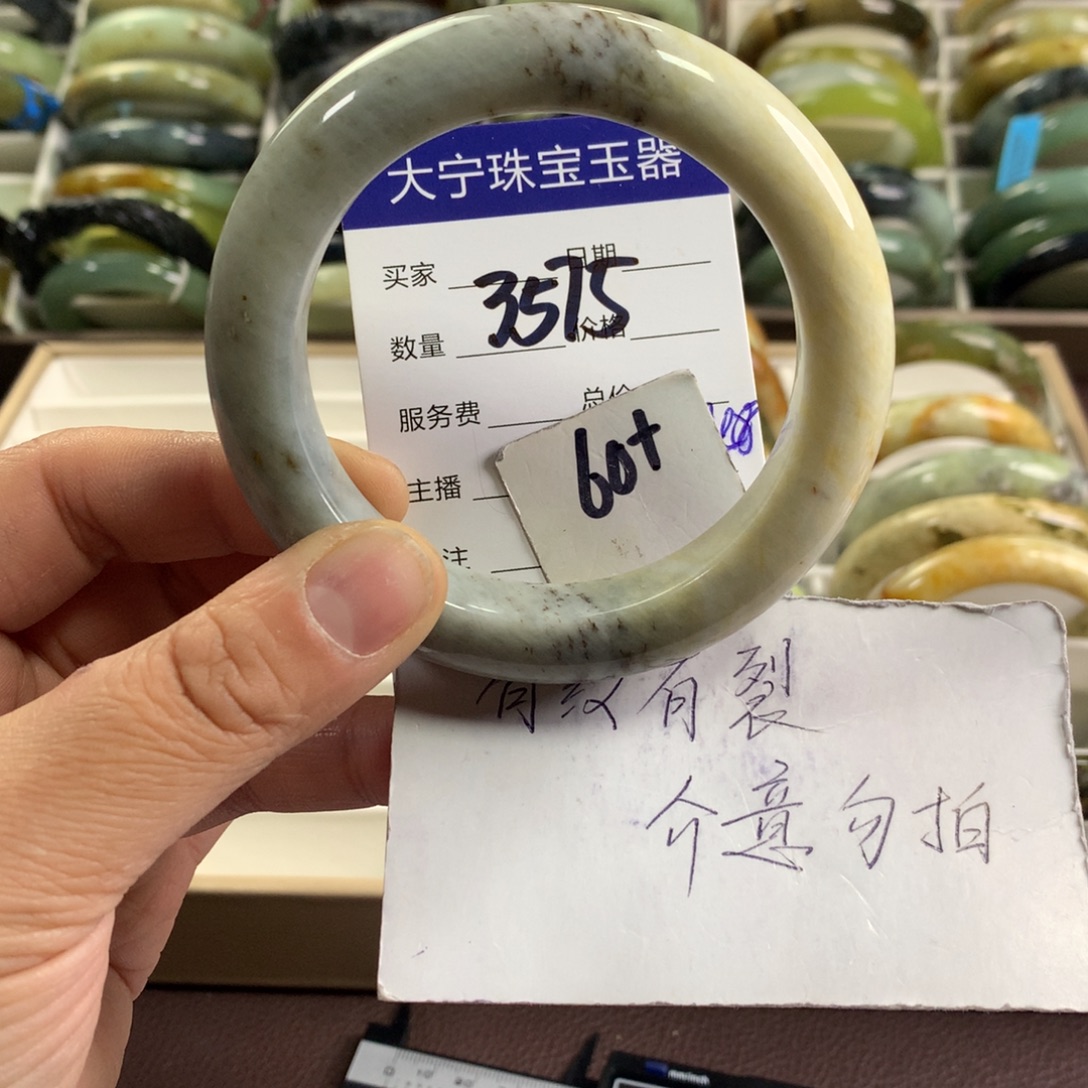 大宁珠宝玉器
买家 日期
3575
数量 价格
服务费 总价
60+
主播
注
有纹有裂
介意勿拍